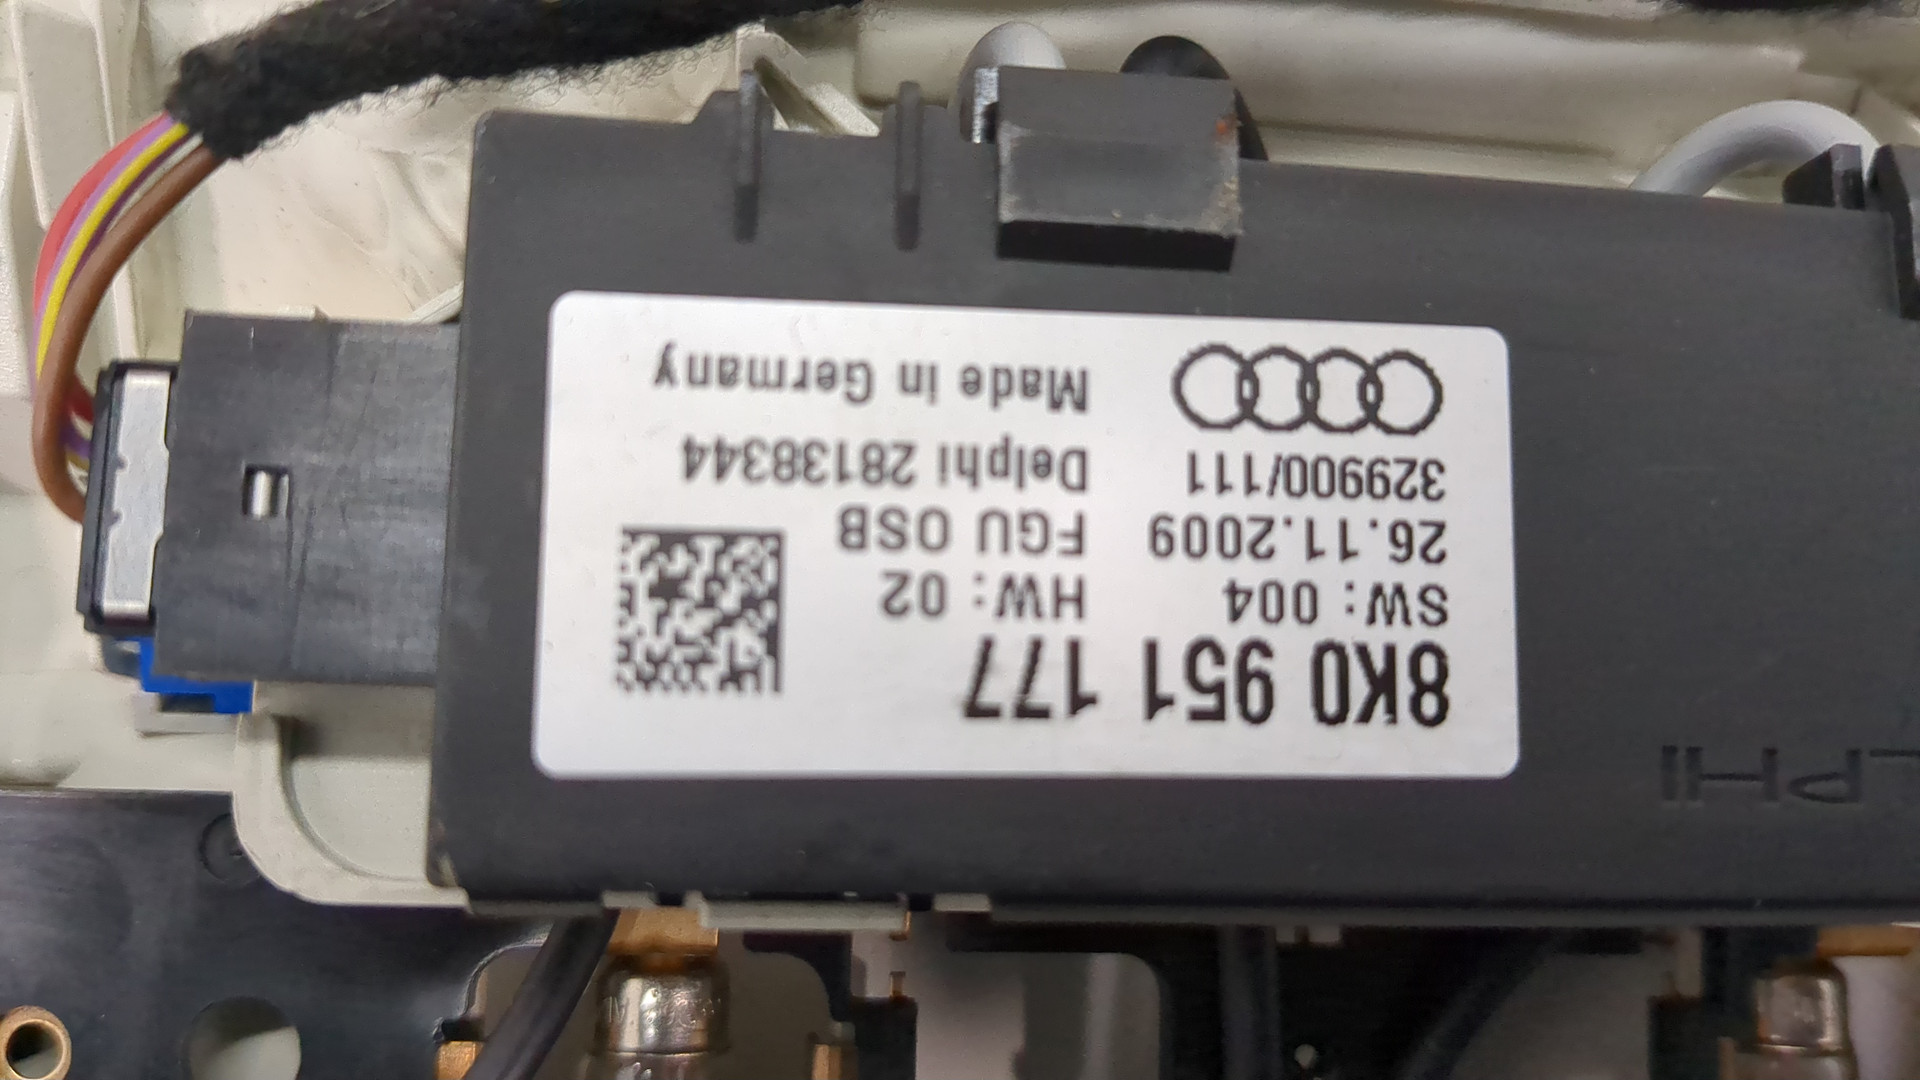 8K0 951 177
SW: 004 HW: 02
26.11.2009 FGU OSB
329900/111 Delphi 28138344
Made in Germany
LPHI